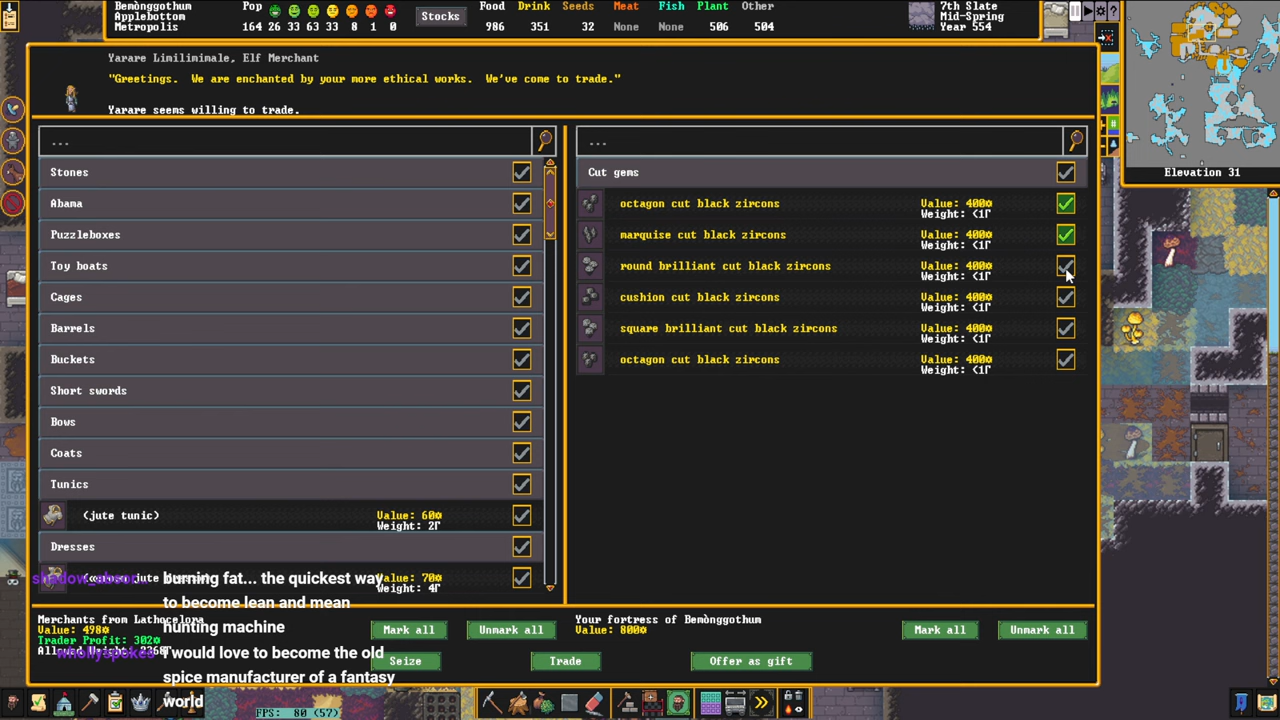 Bemònggothum
Applebottom
Metropolis
Pop
164 26 33 63 33 8 1 0
Stocks
Food Drink Seeds Meat Fish Plant Other
986 351 32 None None 506 504
7th Slate
Mid-Spring
Year 554
Elevation 31
Yarare Limilimimale, Elf Merchant
"Greetings. We are enchanted by your more ethical works. We've come to trade."
Yarare seems willing to trade.
...
Stones
Abama
Puzzleboxes
Toy boats
Cages
Barrels
Buckets
Short swords
Bows
Coats
Tunics
(jute tunic) Value: 60☼
Weight: 2Γ
Dresses
Value: 70☼
Weight: 4Γ
...
Cut gems
octagon cut black zircons Value: 400☼
Weight: <1Γ
marquise cut black zircons Value: 400☼
Weight: <1Γ
round brilliant cut black zircons Value: 400☼
Weight: <1Γ
cushion cut black zircons Value: 400☼
Weight: <1Γ
square brilliant cut black zircons Value: 400☼
Weight: <1Γ
octagon cut black zircons Value: 400☼
Weight: <1Γ
burning fat... the quickest way
to become lean and mean
hunting machine
whollyspokes I would love to become the old
spice manufacturer of a fantasy
world
Merchants from
Value: 498☼
Trader Profit: 302☼
Mark all
Unmark all
Seize
Trade
Your fortress of Bemònggothum
Value: 800☼
Mark all
Unmark all
Offer as gift
FPS: 80 (57)